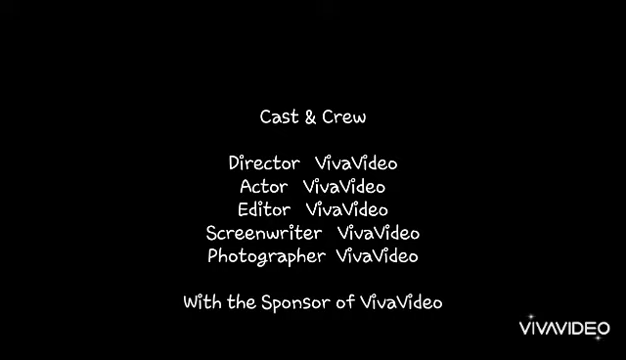 Cast & Crew
Director VivaVideo
Actor VivaVideo
Editor VivaVideo
Screenwriter VivaVideo
Photographer VivaVideo
With the Sponsor of VivaVideo
VIVAVIDEO